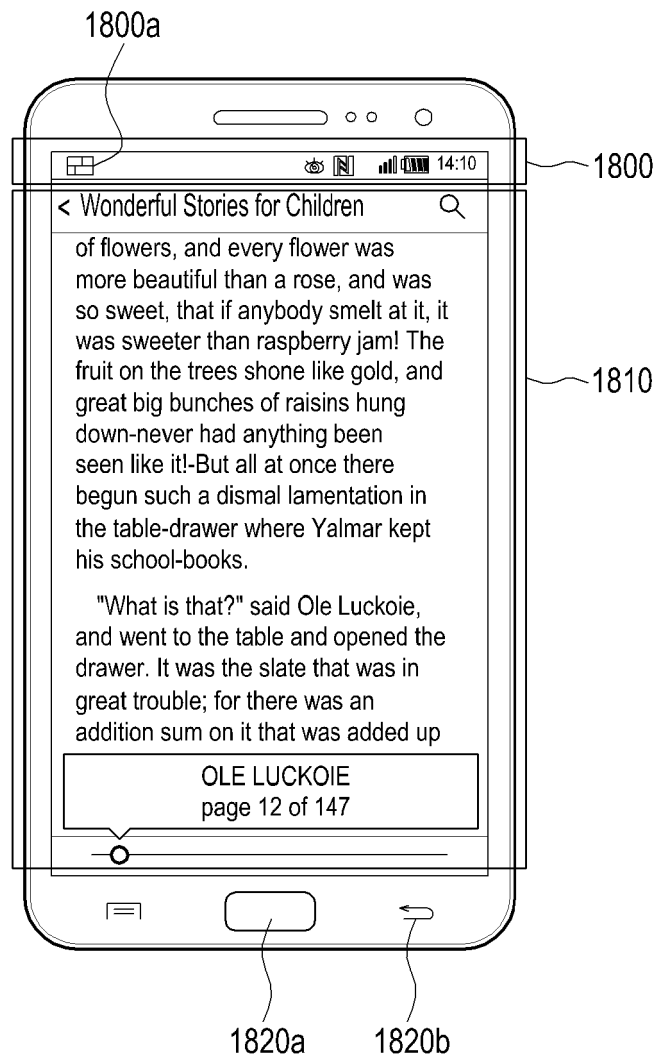 1800a
14:10
1800
< Wonderful Stories for Children
of flowers, and every flower was
more beautiful than a rose, and was
so sweet, that if anybody smelt at it, it
was sweeter than raspberry jam! The
fruit on the trees shone like gold, and
1810
great big bunches of raisins hung
down-never had anything been
seen like it!-But all at once there
begun such a dismal lamentation in
the table-drawer where Yalmar kept
his school-books.
"What is that?" said Ole Luckoie,
and went to the table and opened the
drawer. It was the slate that was in
great trouble; for there was an
addition sum on it that was added up
OLE LUCKOIE
page 12 of 147
1820a
1820b